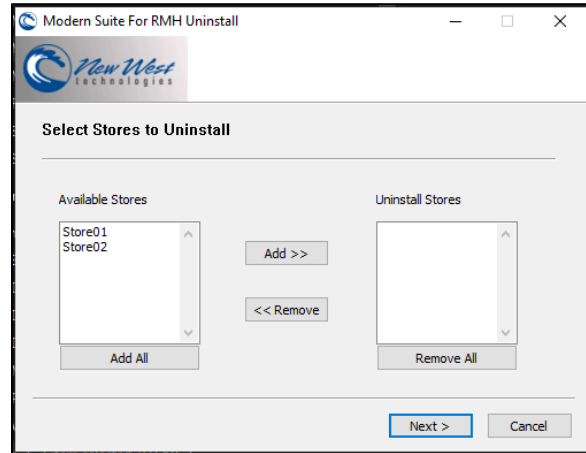 Modern Suite For RMH Uninstall
New West
technologies
Select Stores to Uninstall
Available Stores
Uninstall Stores
Store01
Store02
Add >>
<< Remove
Add All
Remove All
Next >
Cancel